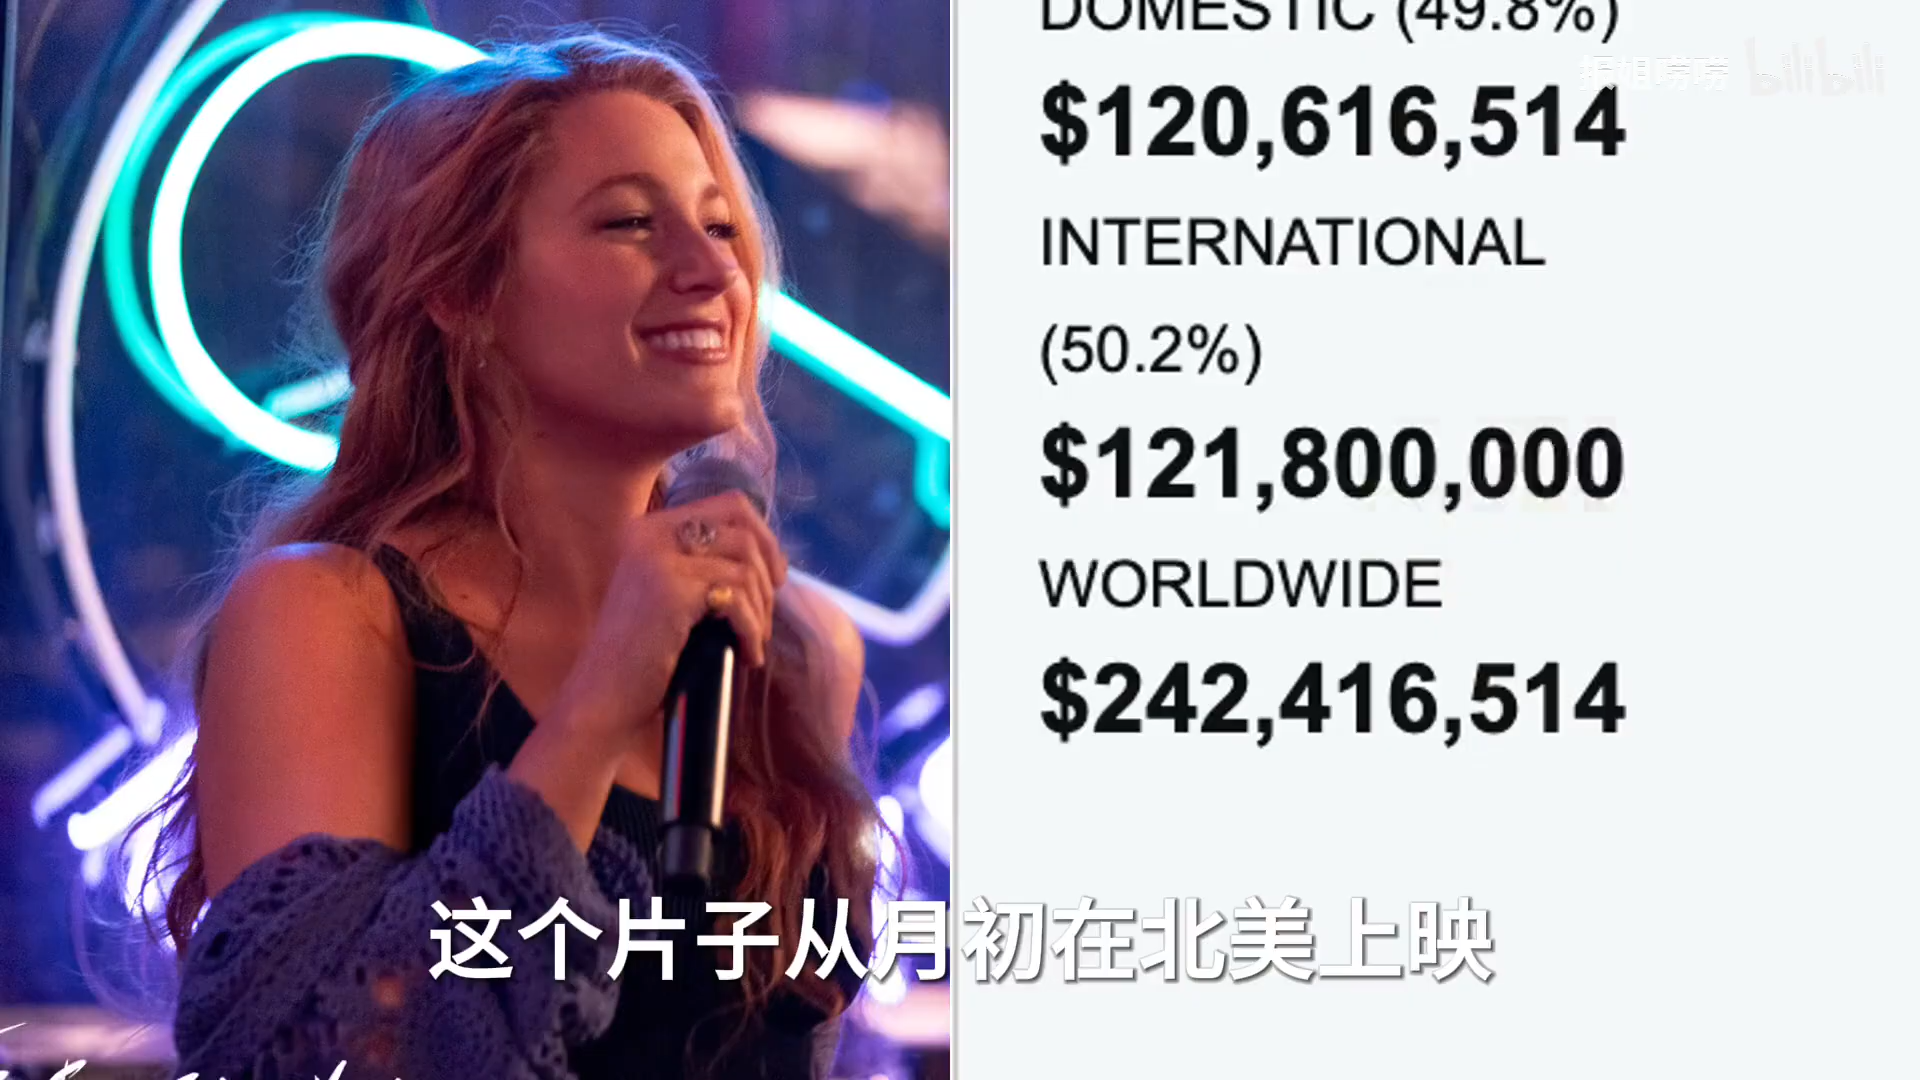 DOMESTIC (49.8%)
$120,616,514
INTERNATIONAL
(50.2%)
$121,800,000
WORLDWIDE
$242,416,514
bilibili
这个片子从月初在北美上映